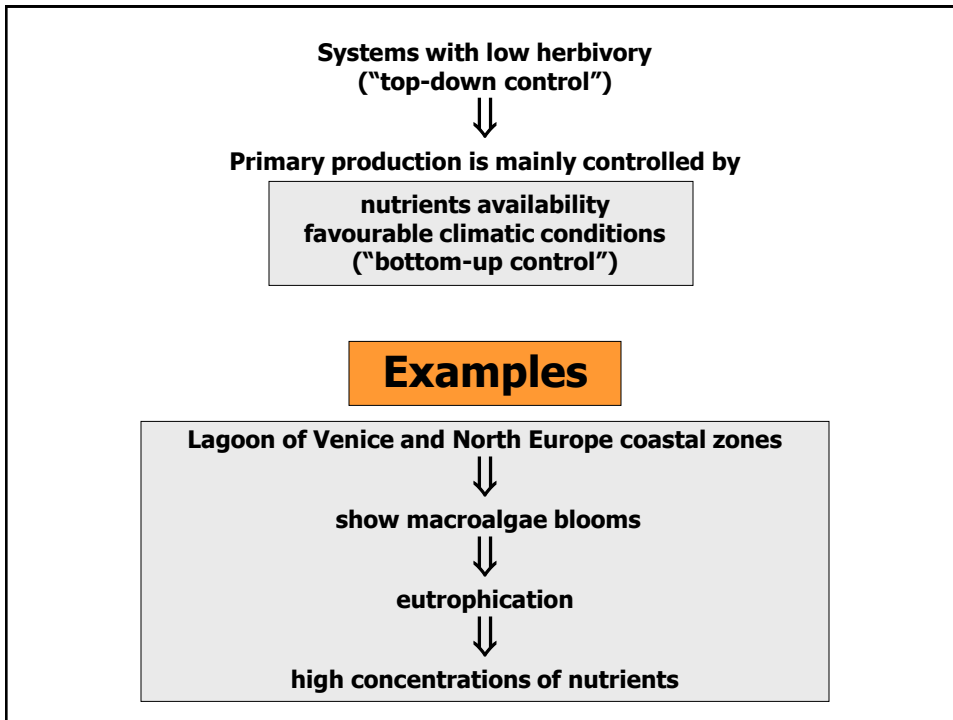 Systems with low herbivory
(“top-down control”)
⇓
Primary production is mainly controlled by
nutrients availability
favourable climatic conditions
(“bottom-up control”)
Examples
Lagoon of Venice and North Europe coastal zones
⇓
show macroalgae blooms
⇓
eutrophication
⇓
high concentrations of nutrients